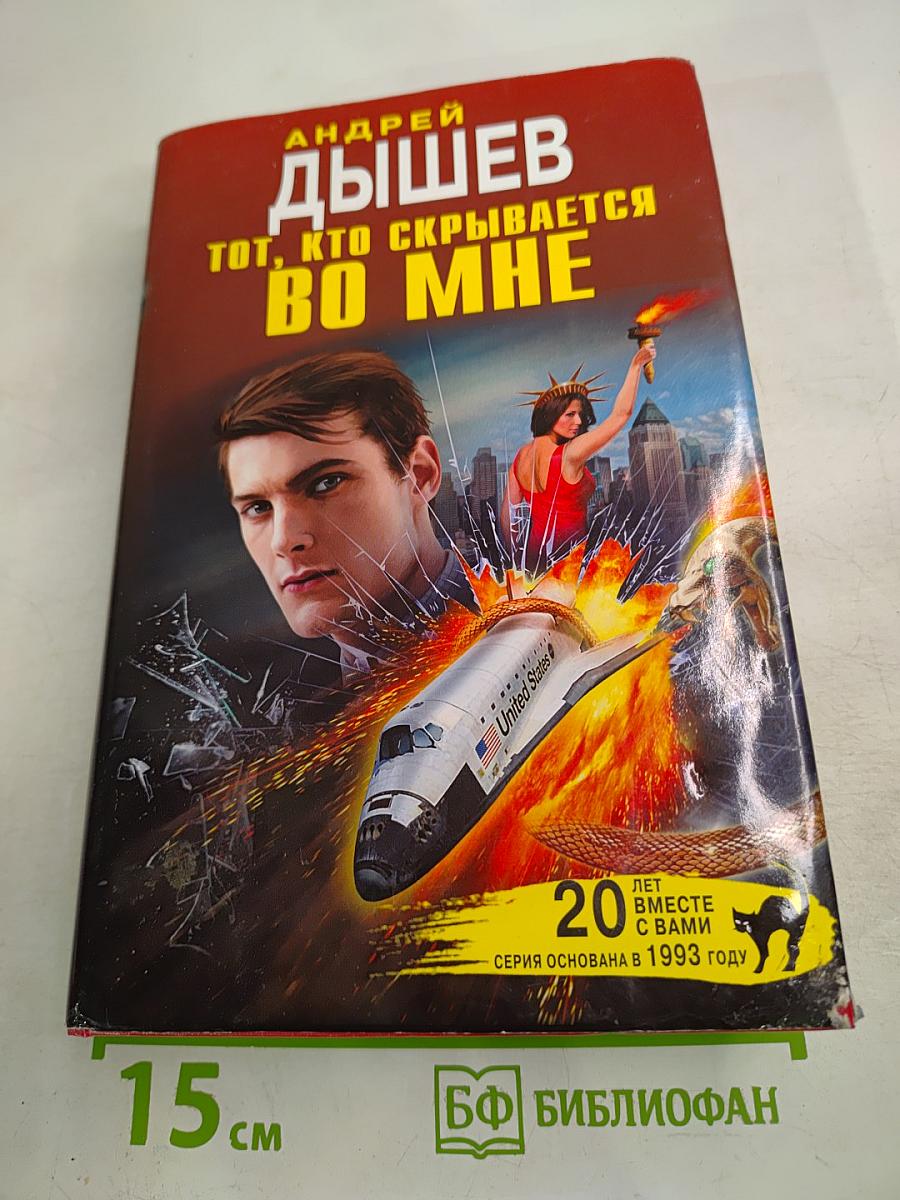 АНДРЕЙ
ДЫШЕВ
ТОТ, КТО СКРЫВАЕТСЯ
ВО МНЕ
United States
20 ЛЕТ
ВМЕСТЕ
С ВАМИ
СЕРИЯ ОСНОВАНА В 1993 ГОДУ
15 см
БФ БИБЛИОФАН